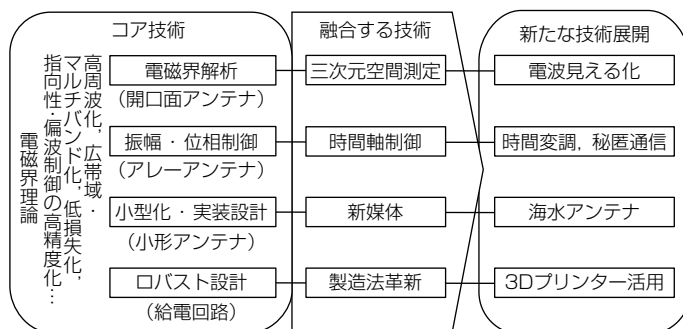 コア技術
高周波化，広帯域・
マルチバンド化，低損失化，
指向性・偏波制御の高精度化…
電磁界理論
電磁界解析
（開口面アンテナ）
振幅・位相制御
（アレーアンテナ）
小型化・実装設計
（小形アンテナ）
ロバスト設計
（給電回路）
融合する技術
三次元空間測定
時間軸制御
新媒体
製造法革新
新たな技術展開
電波見える化
時間変調，秘匿通信
海水アンテナ
3Dプリンター活用